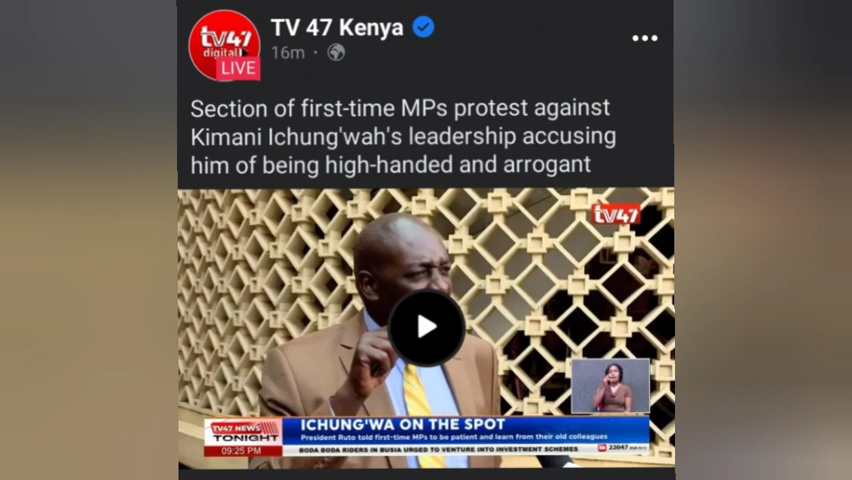 tv47
digital
LIVE
TV 47 Kenya
16m ·
Section of first-time MPs protest against
Kimani Ichung'wah's leadership accusing
him of being high-handed and arrogant
tv47
TV47 NEWS
TONIGHT
09:25 PM
ICHUNG'WA ON THE SPOT
President Ruto told first-time MPs to be patient and learn from their old colleagues
BODA BODA RIDERS IN BUSIA URGED TO VENTURE INTO INVESTMENT SCHEMES
22047